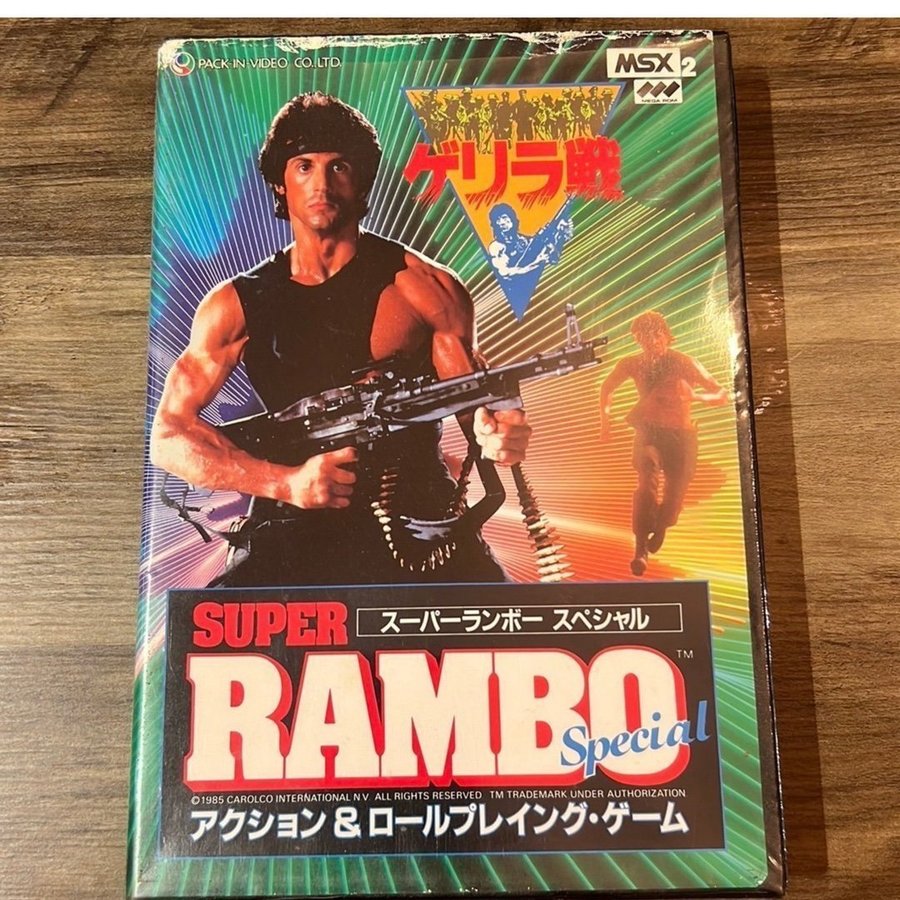 PACK-IN-VIDEO CO. LTD.
MSX2
MEGA ROM
ゲリラ戦
SUPER
スーパーランボー スペシャル
RAMBO™
Special
©1985 CAROLCO INTERNATIONAL N V ALL RIGHTS RESERVED TM TRADEMARK UNDER AUTHORIZATION
アクション&ロールプレイング・ゲーム